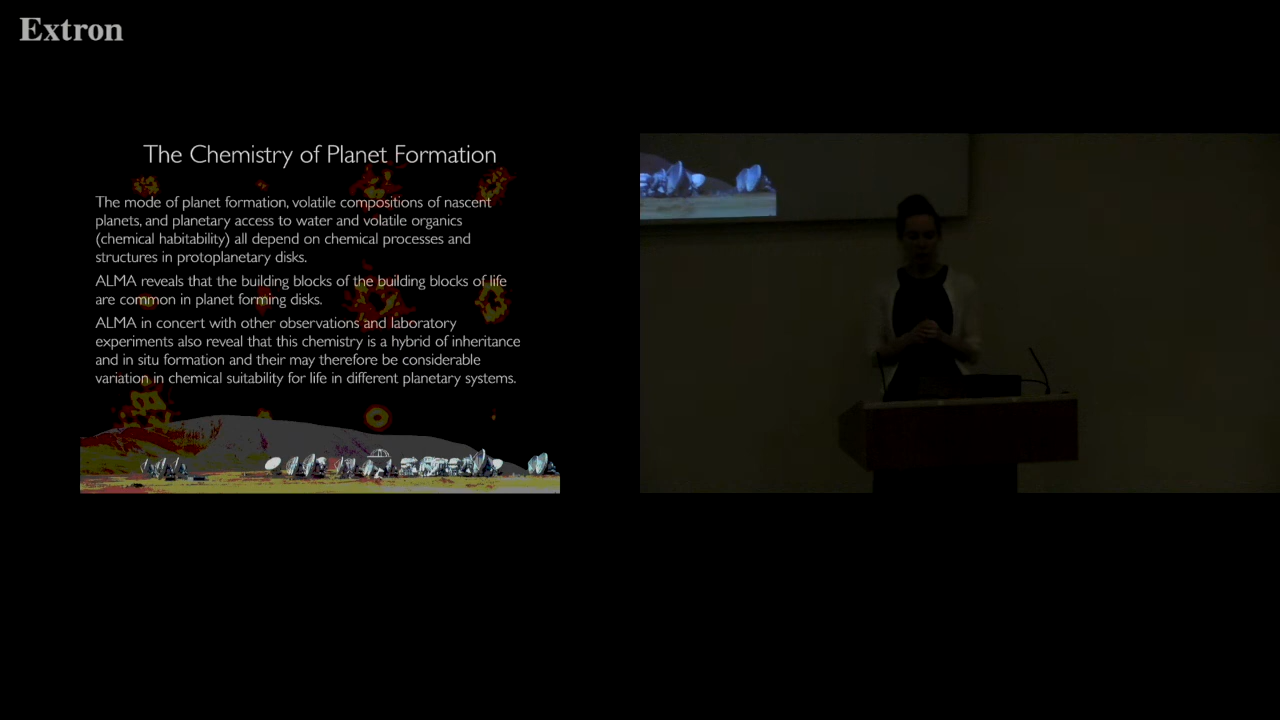 Extron
The Chemistry of Planet Formation
The mode of planet formation, volatile compositions of nascent
planets, and planetary access to water and volatile organics
(chemical habitability) all depend on chemical processes and
structures in protoplanetary disks.
ALMA reveals that the building blocks of the building blocks of life
are common in planet forming disks.
ALMA in concert with other observations and laboratory
experiments also reveal that this chemistry is a hybrid of inheritance
and in situ formation and their may therefore be considerable
variation in chemical suitability for life in different planetary systems.